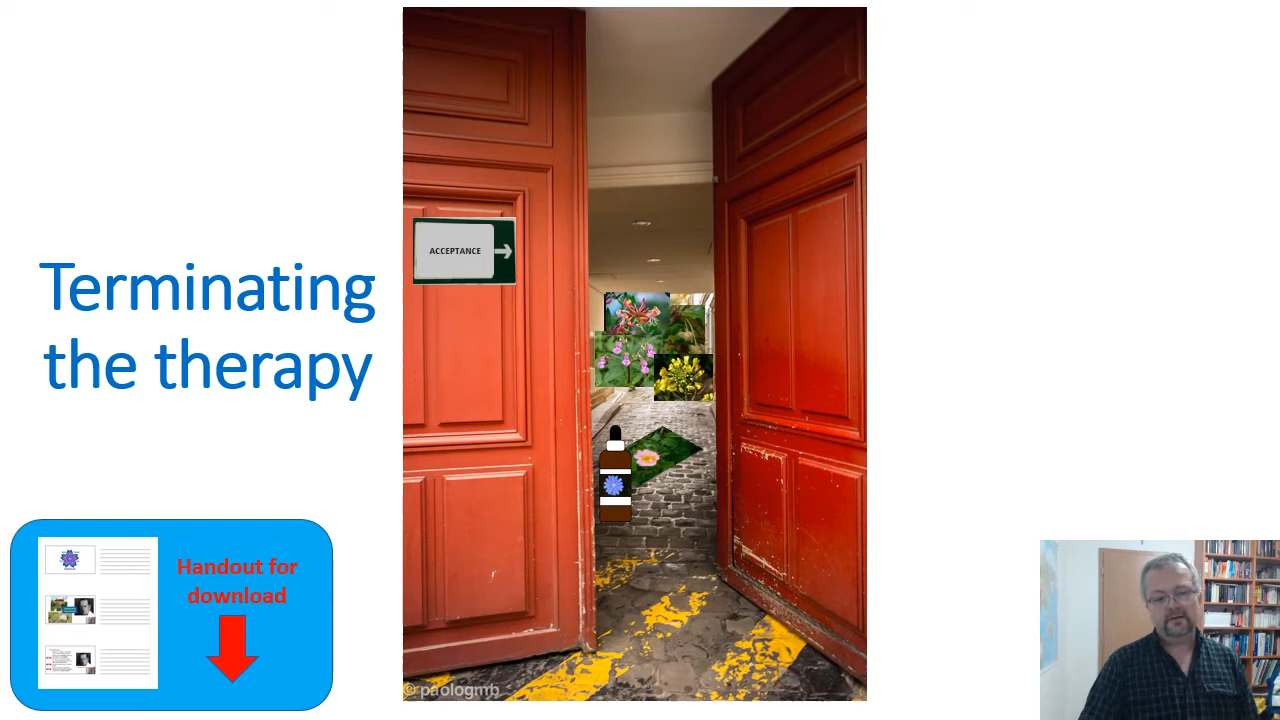 Terminating
the therapy
ACCEPTANCE
Handout for
download
© paologmb